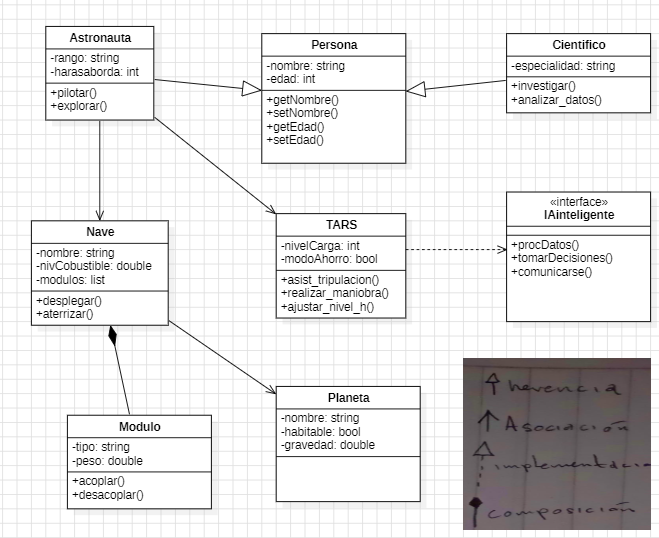 Astronauta
-rango: string
-harasaborda: int
+pilotar()
+explorar()
Persona
-nombre: string
-edad: int
+getNombre()
+setNombre()
+getEdad()
+setEdad()
Cientifico
-especialidad: string
+investigar()
+analizar_datos()
Nave
-nombre: string
-nivCobustible: double
-modulos: list
+desplegar()
+aterrizar()
TARS
-nivelCarga: int
-modoAhorro: bool
+asist_tripulacion()
+realizar_maniobra()
+ajustar_nivel_h()
«interface»
IAinteligente
+procDatos()
+tomarDecisiones()
+comunicarse()
Modulo
-tipo: string
-peso: double
+acoplar()
+desacoplar()
Planeta
-nombre: string
-habitable: bool
-gravedad: double
herencia
Asociación
implementacio
composición